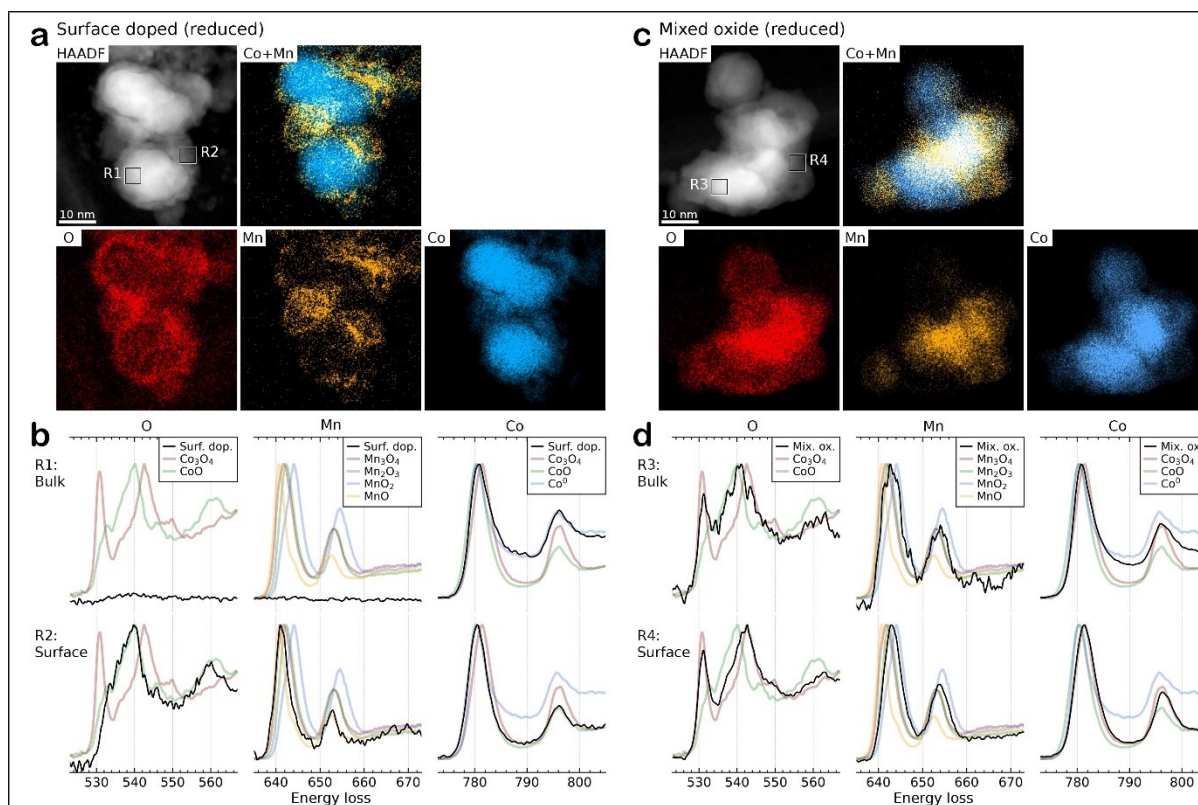 a Surface doped (reduced)
HAADF
Co+Mn
R1
R2
10 nm
O
Mn
Co
c Mixed oxide (reduced)
HAADF
Co+Mn
R3
R4
10 nm
O
Mn
Co
b
O
Mn
Co
R1:
Bulk
Surf. dop.
Co₃O₄
CoO
Surf. dop.
Mn₃O₄
Mn₂O₃
MnO₂
MnO
Surf. dop.
Co₃O₄
CoO
Co⁰
R2:
Surface
530 540 550 560
640 650 660 670
780 790 800
Energy loss
d
O
Mn
Co
R3:
Bulk
Mix. ox.
Co₃O₄
CoO
Mix. ox.
Mn₃O₄
Mn₂O₃
MnO₂
MnO
Mix. ox.
Co₃O₄
CoO
Co⁰
R4:
Surface
530 540 550 560
640 650 660 670
780 790 800
Energy loss